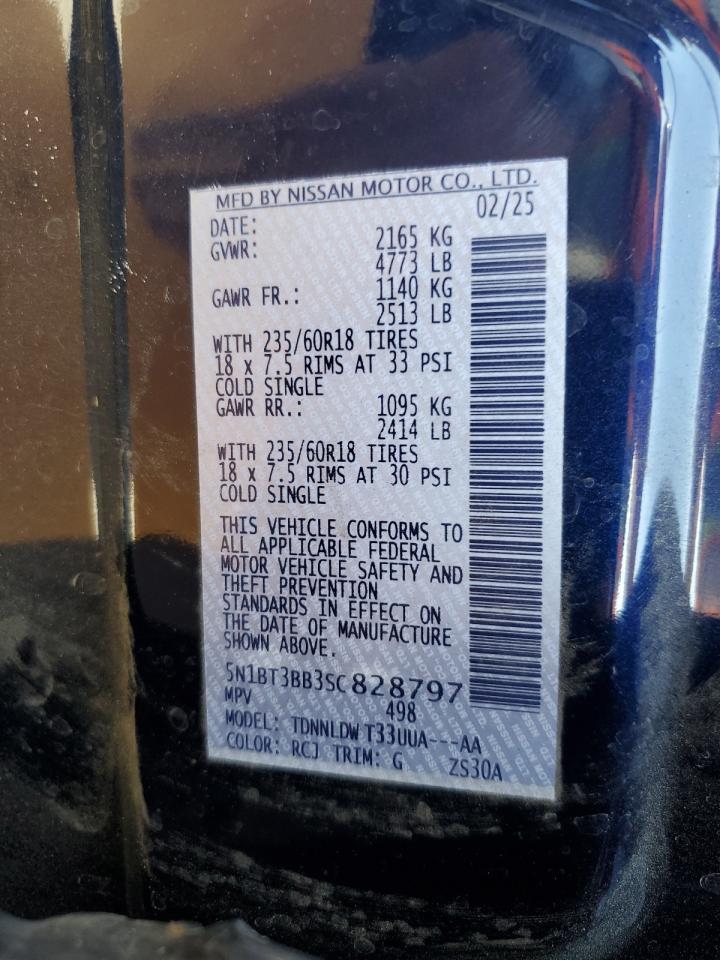 MFD BY NISSAN MOTOR CO., LTD.
DATE: 02/25
GVWR: 2165 KG
4773 LB
GAWR FR.: 1140 KG
2513 LB
WITH 235/60R18 TIRES
18 x 7.5 RIMS AT 33 PSI
COLD SINGLE
GAWR RR.: 1095 KG
2414 LB
WITH 235/60R18 TIRES
18 x 7.5 RIMS AT 30 PSI
COLD SINGLE
THIS VEHICLE CONFORMS TO
ALL APPLICABLE FEDERAL
MOTOR VEHICLE SAFETY AND
THEFT PREVENTION
STANDARDS IN EFFECT ON
THE DATE OF MANUFACTURE
SHOWN ABOVE.
5N1BT3BB3SC828797
MPV 498
MODEL: TDNNLDW T33UUA---AA
COLOR: RCJ TRIM: G ZS30A